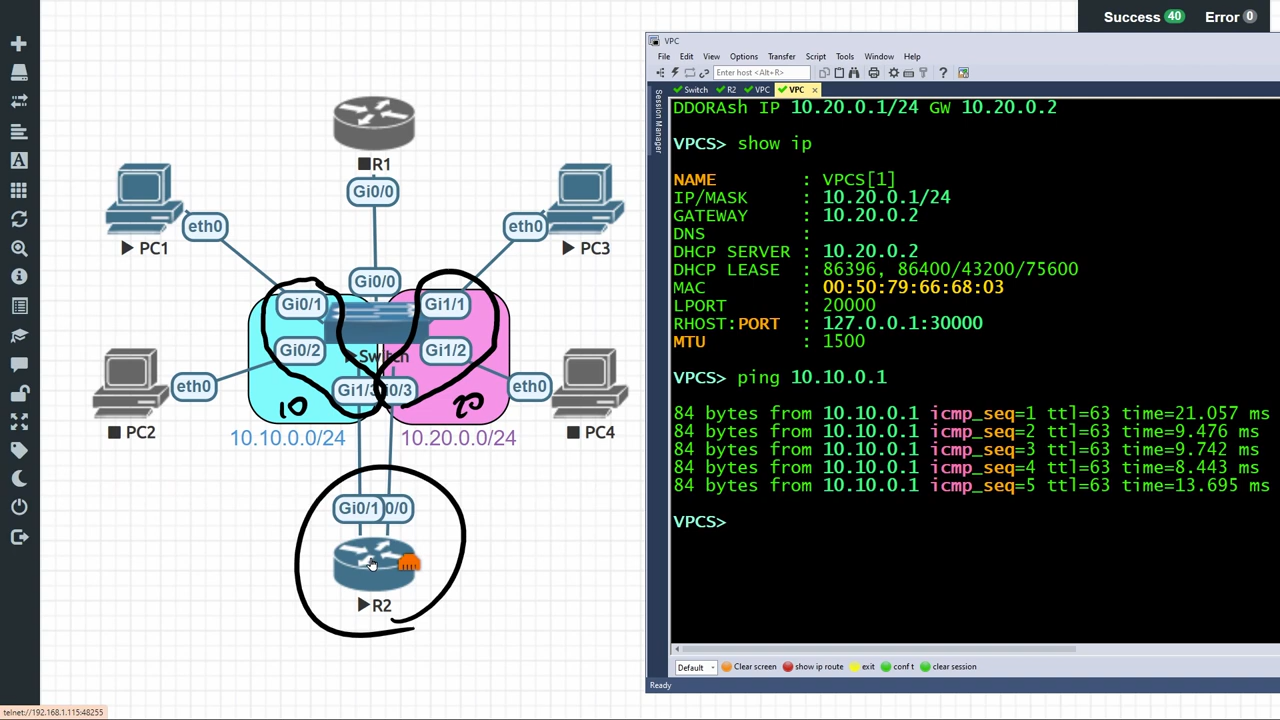 Success 40 Error 0
VPC
File Edit View Options Transfer Script Tools Window Help
Enter host <Alt+R>
Session Manager
Switch R2 VPC VPC
DDORAsh IP 10.20.0.1/24 GW 10.20.0.2
VPCS> show ip
NAME : VPCS[1]
IP/MASK : 10.20.0.1/24
GATEWAY : 10.20.0.2
DNS :
DHCP SERVER : 10.20.0.2
DHCP LEASE : 86396, 86400/43200/75600
MAC : 00:50:79:66:68:03
LPORT : 20000
RHOST:PORT : 127.0.0.1:30000
MTU : 1500
VPCS> ping 10.10.0.1
84 bytes from 10.10.0.1 icmp_seq=1 ttl=63 time=21.057 ms
84 bytes from 10.10.0.1 icmp_seq=2 ttl=63 time=9.476 ms
84 bytes from 10.10.0.1 icmp_seq=3 ttl=63 time=9.742 ms
84 bytes from 10.10.0.1 icmp_seq=4 ttl=63 time=8.443 ms
84 bytes from 10.10.0.1 icmp_seq=5 ttl=63 time=13.695 ms
VPCS>
Default Clear screen show ip route exit conf t clear session
Ready
R1
Gi0/0
eth0 eth0
PC1 PC3
Gi0/0
Gi0/1 Gi1/1
Gi0/2 Gi1/2
Switch
eth0 Gi1/3 0/3 eth0
10 20
PC2 PC4
10.10.0.0/24 10.20.0.0/24
Gi0/1 0/0
R2
telnet://192.168.1.115:48255